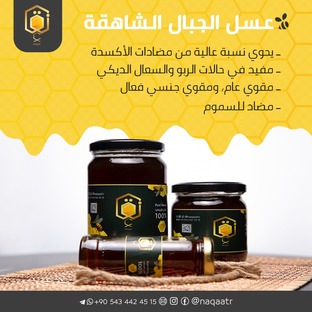 عسل الجبال الشاهقة
ـ يحوي نسبة عالية من مضادات الأكسدة
ـ مفيد في حالات الربو والسعال الديكي
ـ مقوي عام، ومقوي جنسي فعال
ـ مضاد للسموم
100%
+90 543 442 45 15
@naqaatr